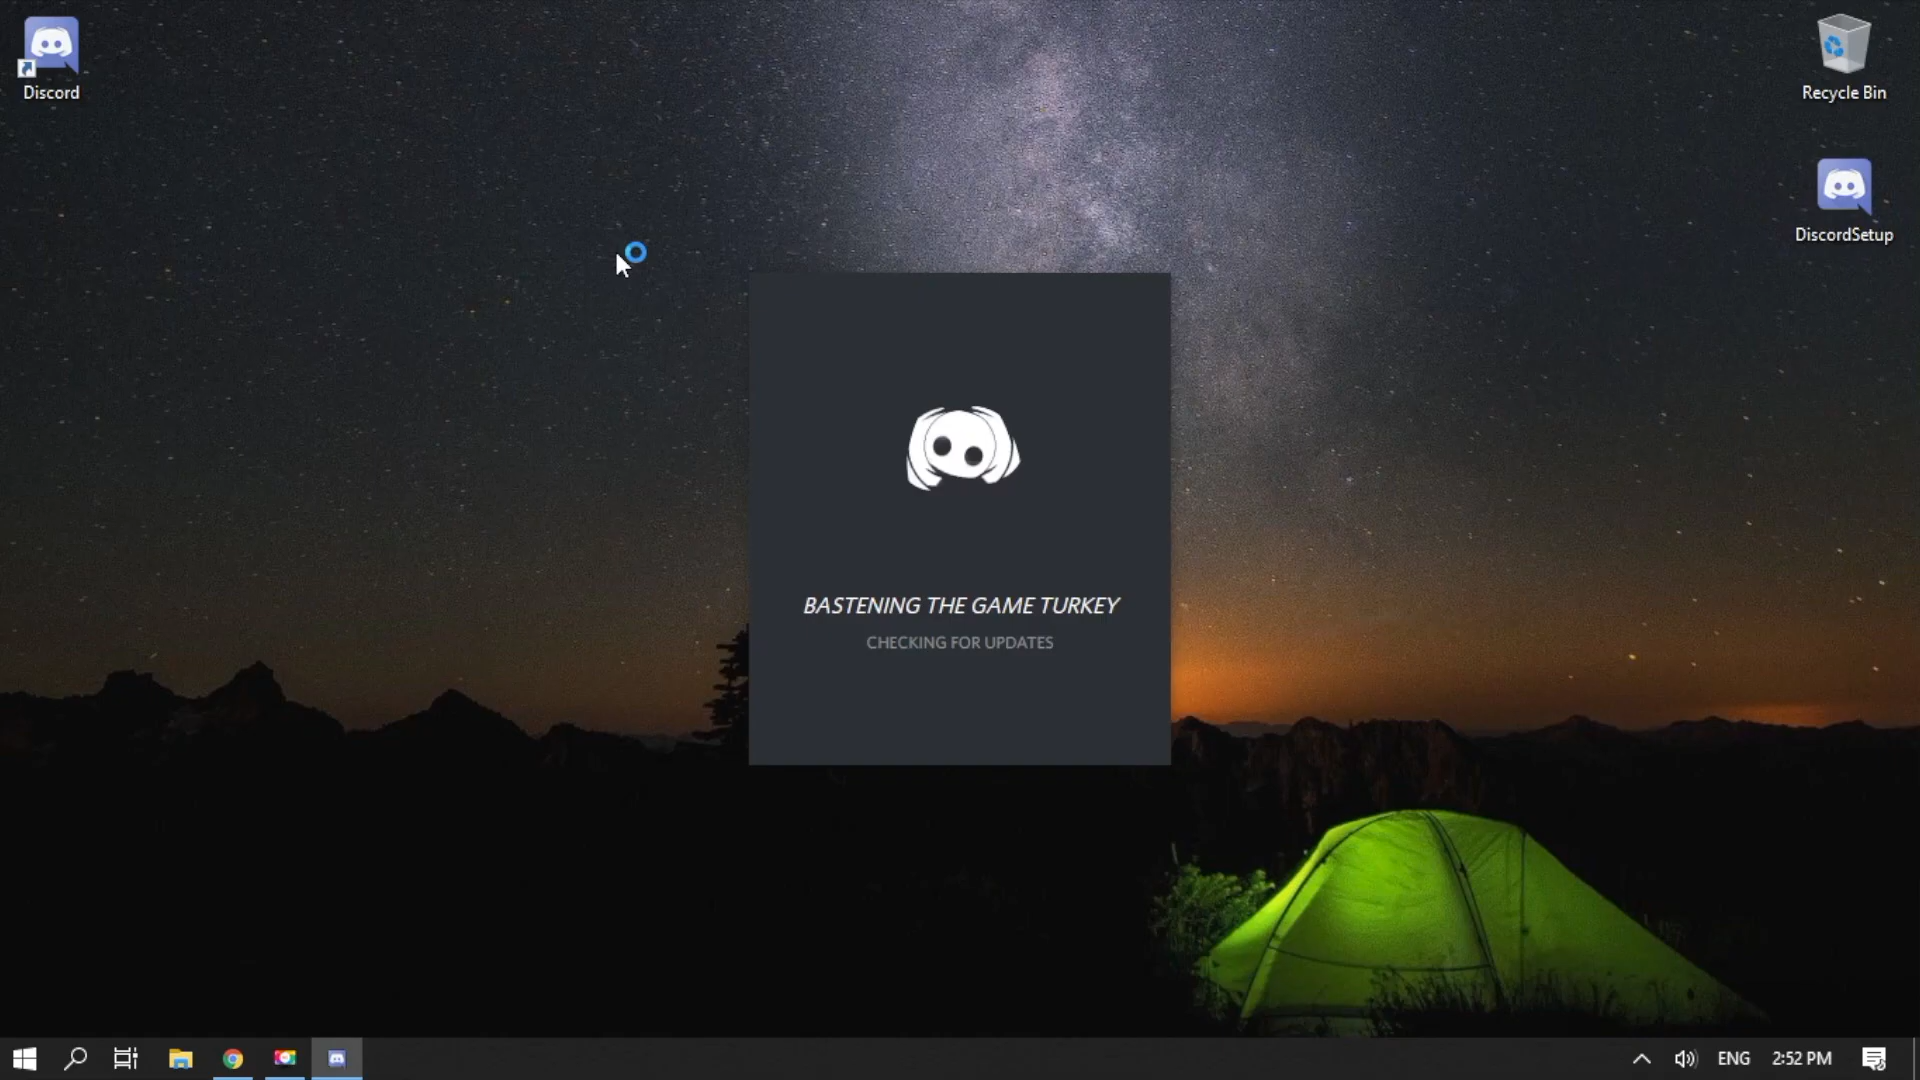 Discord
Recycle Bin
DiscordSetup
BASTENING THE GAME TURKEY
CHECKING FOR UPDATES
ENG
2:52 PM